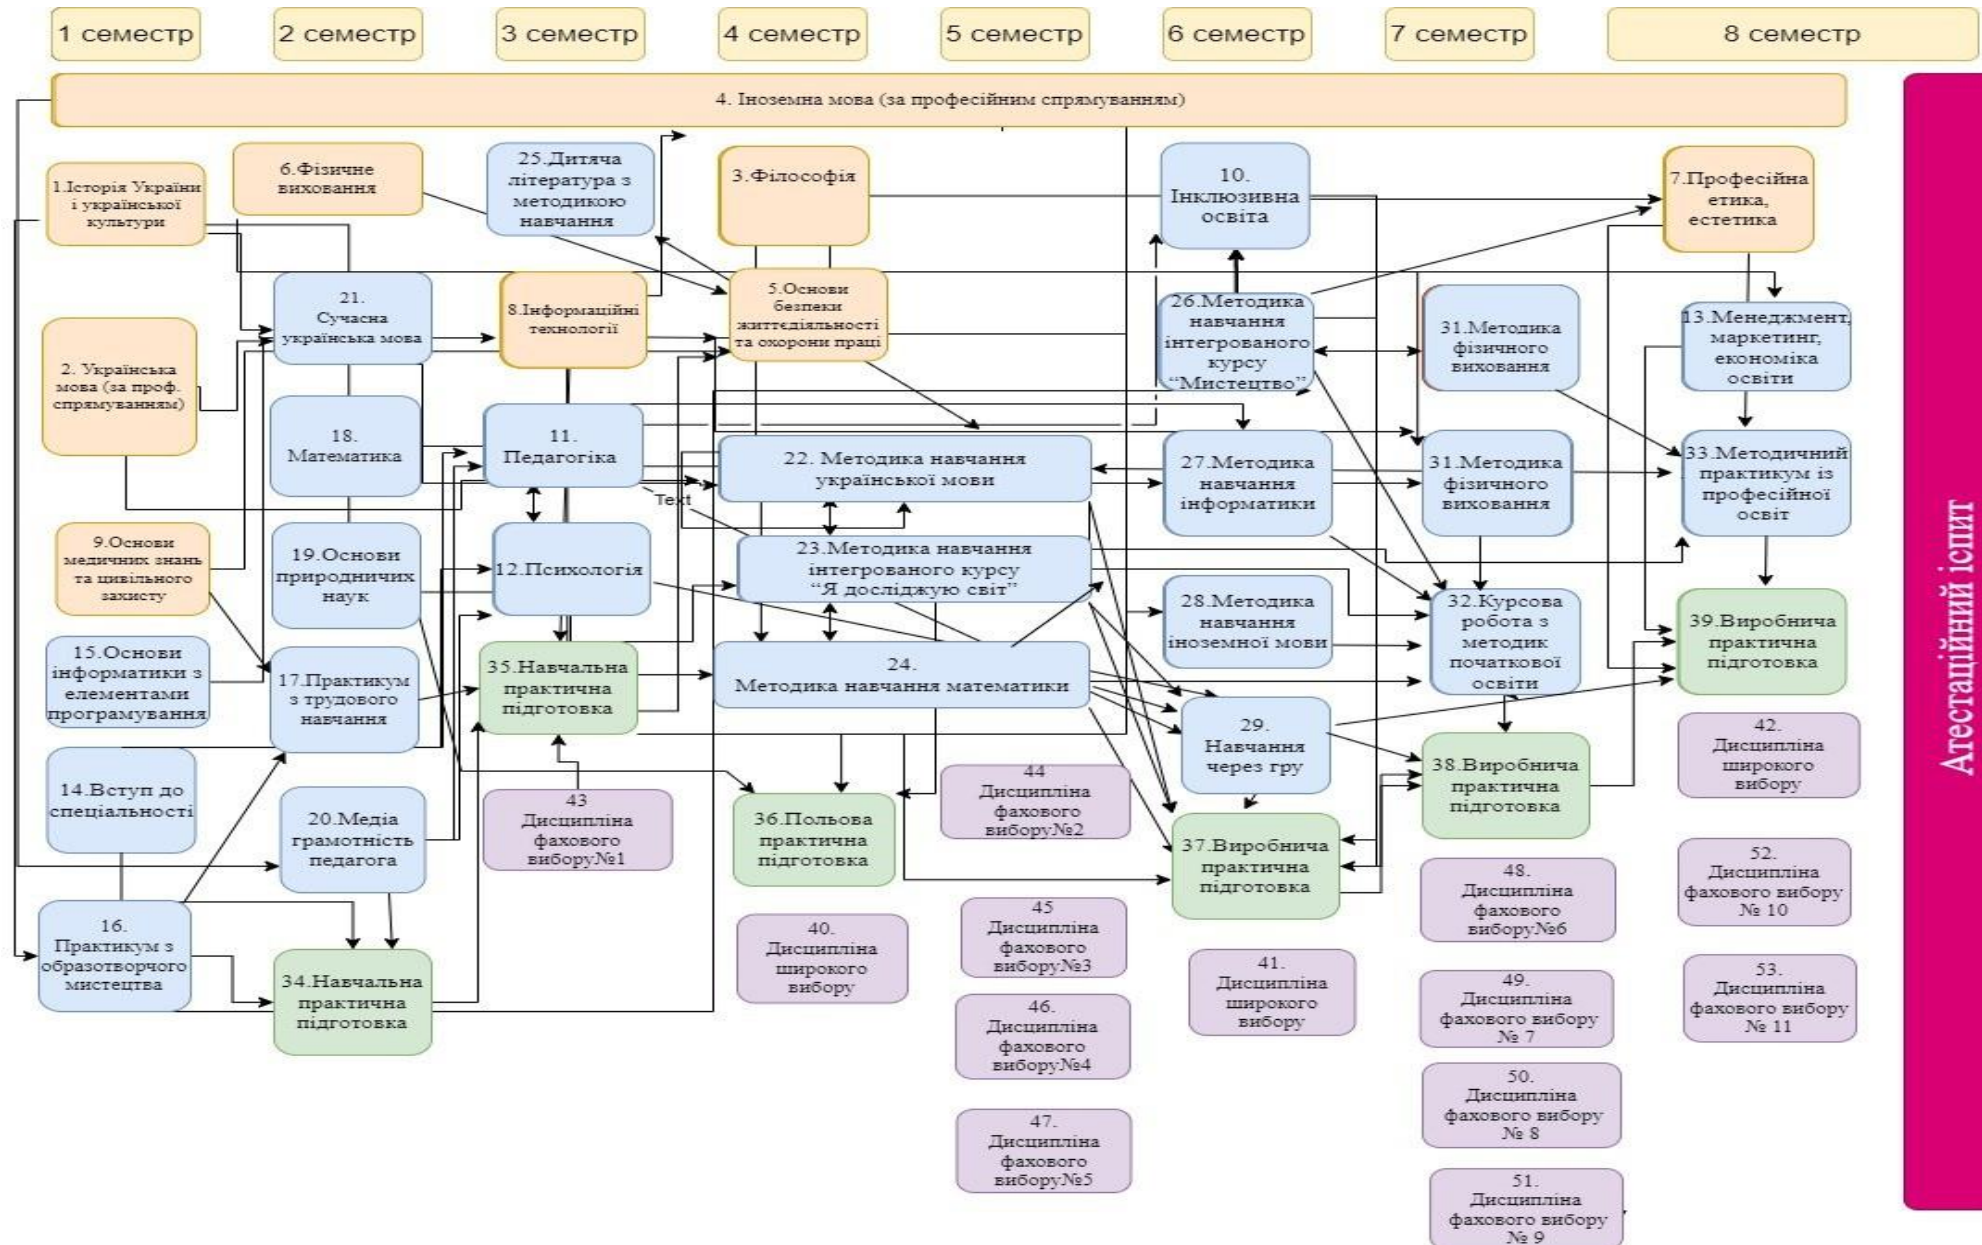 1 семестр
2 семестр
3 семестр
4 семестр
5 семестр
6 семестр
7 семестр
8 семестр
4. Іноземна мова (за професійним спрямуванням)
1.Історія України
і української
культури
2. Українська
мова (за проф.
спрямуванням)
9.Основи
медичних знань
та цивільного
захисту
15.Основи
інформатики з
елементами
програмування
14.Вступ до
спеціальності
16.
Практикум з
образотворчого
мистецтва
6.Фізичне
виховання
21.
Сучасна
українська мова
18.
Математика
19.Основи
природничих
наук
17.Практикум
з трудового
навчання
20.Медіа
грамотність
педагога
34.Навчальна
практична
підготовка
25.Дитяча
література з
методикою
навчання
8.Інформаційні
технології
11.
Педагогіка
Text
12.Психологія
35.Навчальна
практична
підготовка
43
Дисципліна
фахового
вибору№1
3.Філософія
5.Основи
безпеки
життєдіяльності
та охорони праці
22. Методика навчання
української мови
23.Методика навчання
інтегрованого курсу
“Я досліджую світ”
24.
Методика навчання математики
36.Польова
практична
підготовка
40.
Дисципліна
широкого
вибору
44
Дисципліна
фахового
вибору№2
45
Дисципліна
фахового
вибору№3
46.
Дисципліна
фахового
вибору№4
47.
Дисципліна
фахового
вибору№5
10.
Інклюзивна
освіта
26.Методика
навчання
інтегрованого
курсу
“Мистецтво”
27.Методика
навчання
інформатики
28.Методика
навчання
іноземної мови
29.
Навчання
через гру
37.Виробнича
практична
підготовка
41.
Дисципліна
широкого
вибору
31.Методика
фізичного
виховання
31.Методика
фізичного
виховання
32.Курсова
робота з
методик
початкової
освіти
38.Виробнича
практична
підготовка
48.
Дисципліна
фахового
вибору№6
49.
Дисципліна
фахового вибору
№ 7
50.
Дисципліна
фахового вибору
№ 8
51.
Дисципліна
фахового вибору
№ 9
7.Професійна
етика,
естетика
13.Менеджмент,
маркетинг,
економіка
освіти
33.Методичний
практикум із
професійної
освіт
39.Виробнича
практична
підготовка
42.
Дисципліна
широкого
вибору
52.
Дисципліна
фахового вибору
№ 10
53.
Дисципліна
фахового вибору
№ 11
Атестаційний іспит